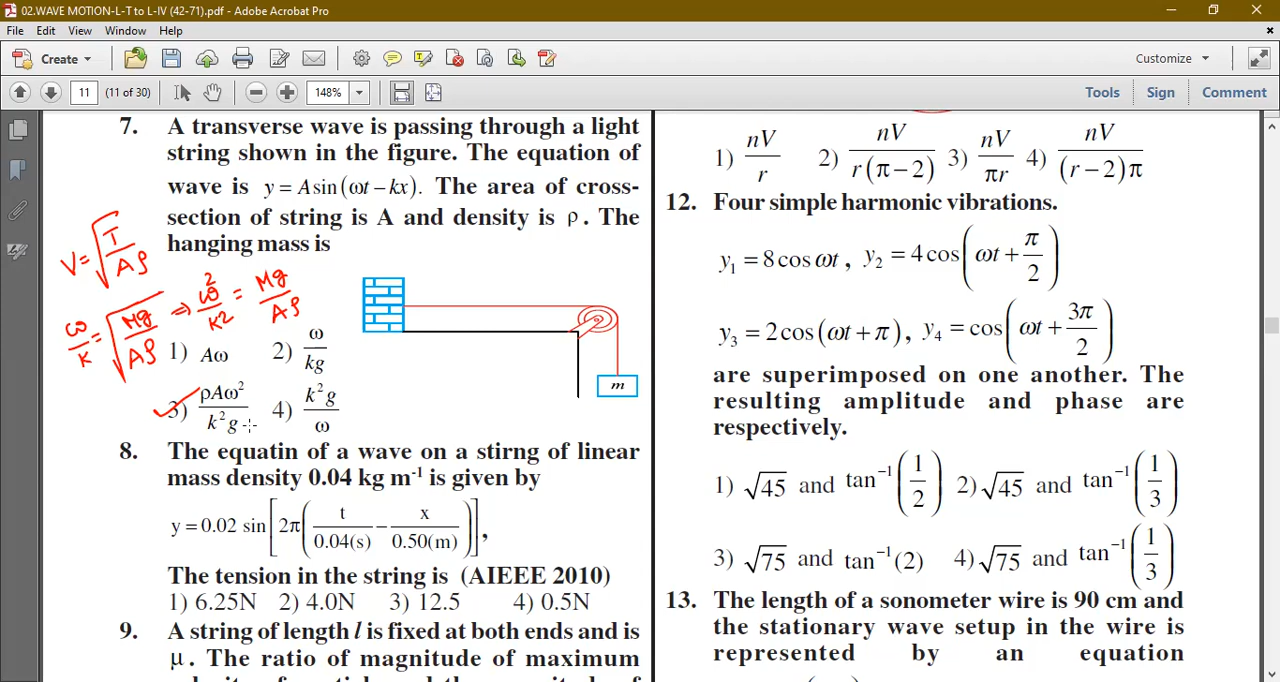 02.WAVE MOTION-L-T to L-IV (42-71).pdf - Adobe Acrobat Pro
File Edit View Window Help
Create
Customize
11 (11 of 30)
148%
Tools Sign Comment
7. A transverse wave is passing through a light
string shown in the figure. The equation of
wave is y = A sin (ωt – kx). The area of cross-
section of string is A and density is ρ. The
hanging mass is
V = √(T/Aρ)
ω/k = √(Mg/Aρ) ⇒ ω²/k² = Mg/Aρ
1) Aω 2) ω/kg
3) ρAω²/k²g 4) k²g/ω
m
8. The equatin of a wave on a stirng of linear
mass density 0.04 kg m⁻¹ is given by
y = 0.02 sin [2π (t/0.04(s) − x/0.50(m))],
The tension in the string is (AIEEE 2010)
1) 6.25N 2) 4.0N 3) 12.5 4) 0.5N
9. A string of length l is fixed at both ends and is
μ. The ratio of magnitude of maximum
1) nV/r 2) nV/r(π−2) 3) nV/πr 4) nV/(r−2)π
12. Four simple harmonic vibrations.
y₁ = 8 cos ωt, y₂ = 4 cos (ωt + π/2)
y₃ = 2 cos (ωt + π), y₄ = cos (ωt + 3π/2)
are superimposed on one another. The
resulting amplitude and phase are
respectively.
1) √45 and tan⁻¹(1/2) 2) √45 and tan⁻¹(1/3)
3) √75 and tan⁻¹(2) 4) √75 and tan⁻¹(1/3)
13. The length of a sonometer wire is 90 cm and
the stationary wave setup in the wire is
represented by an equation